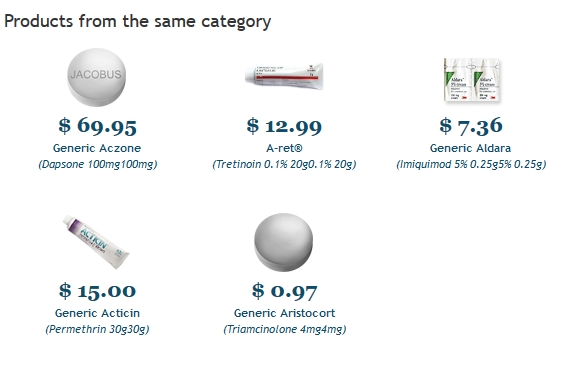 Products from the same category
JACOBUS
$ 69.95
Generic Aczone
(Dapsone 100mg100mg)
$ 12.99
A-ret®
(Tretinoin 0.1% 20g0.1% 20g)
Aldara
Aldara
$ 7.36
Generic Aldara
(Imiquimod 5% 0.25g5% 0.25g)
ACTICIN
$ 15.00
Generic Acticin
(Permethrin 30g30g)
$ 0.97
Generic Aristocort
(Triamcinolone 4mg4mg)